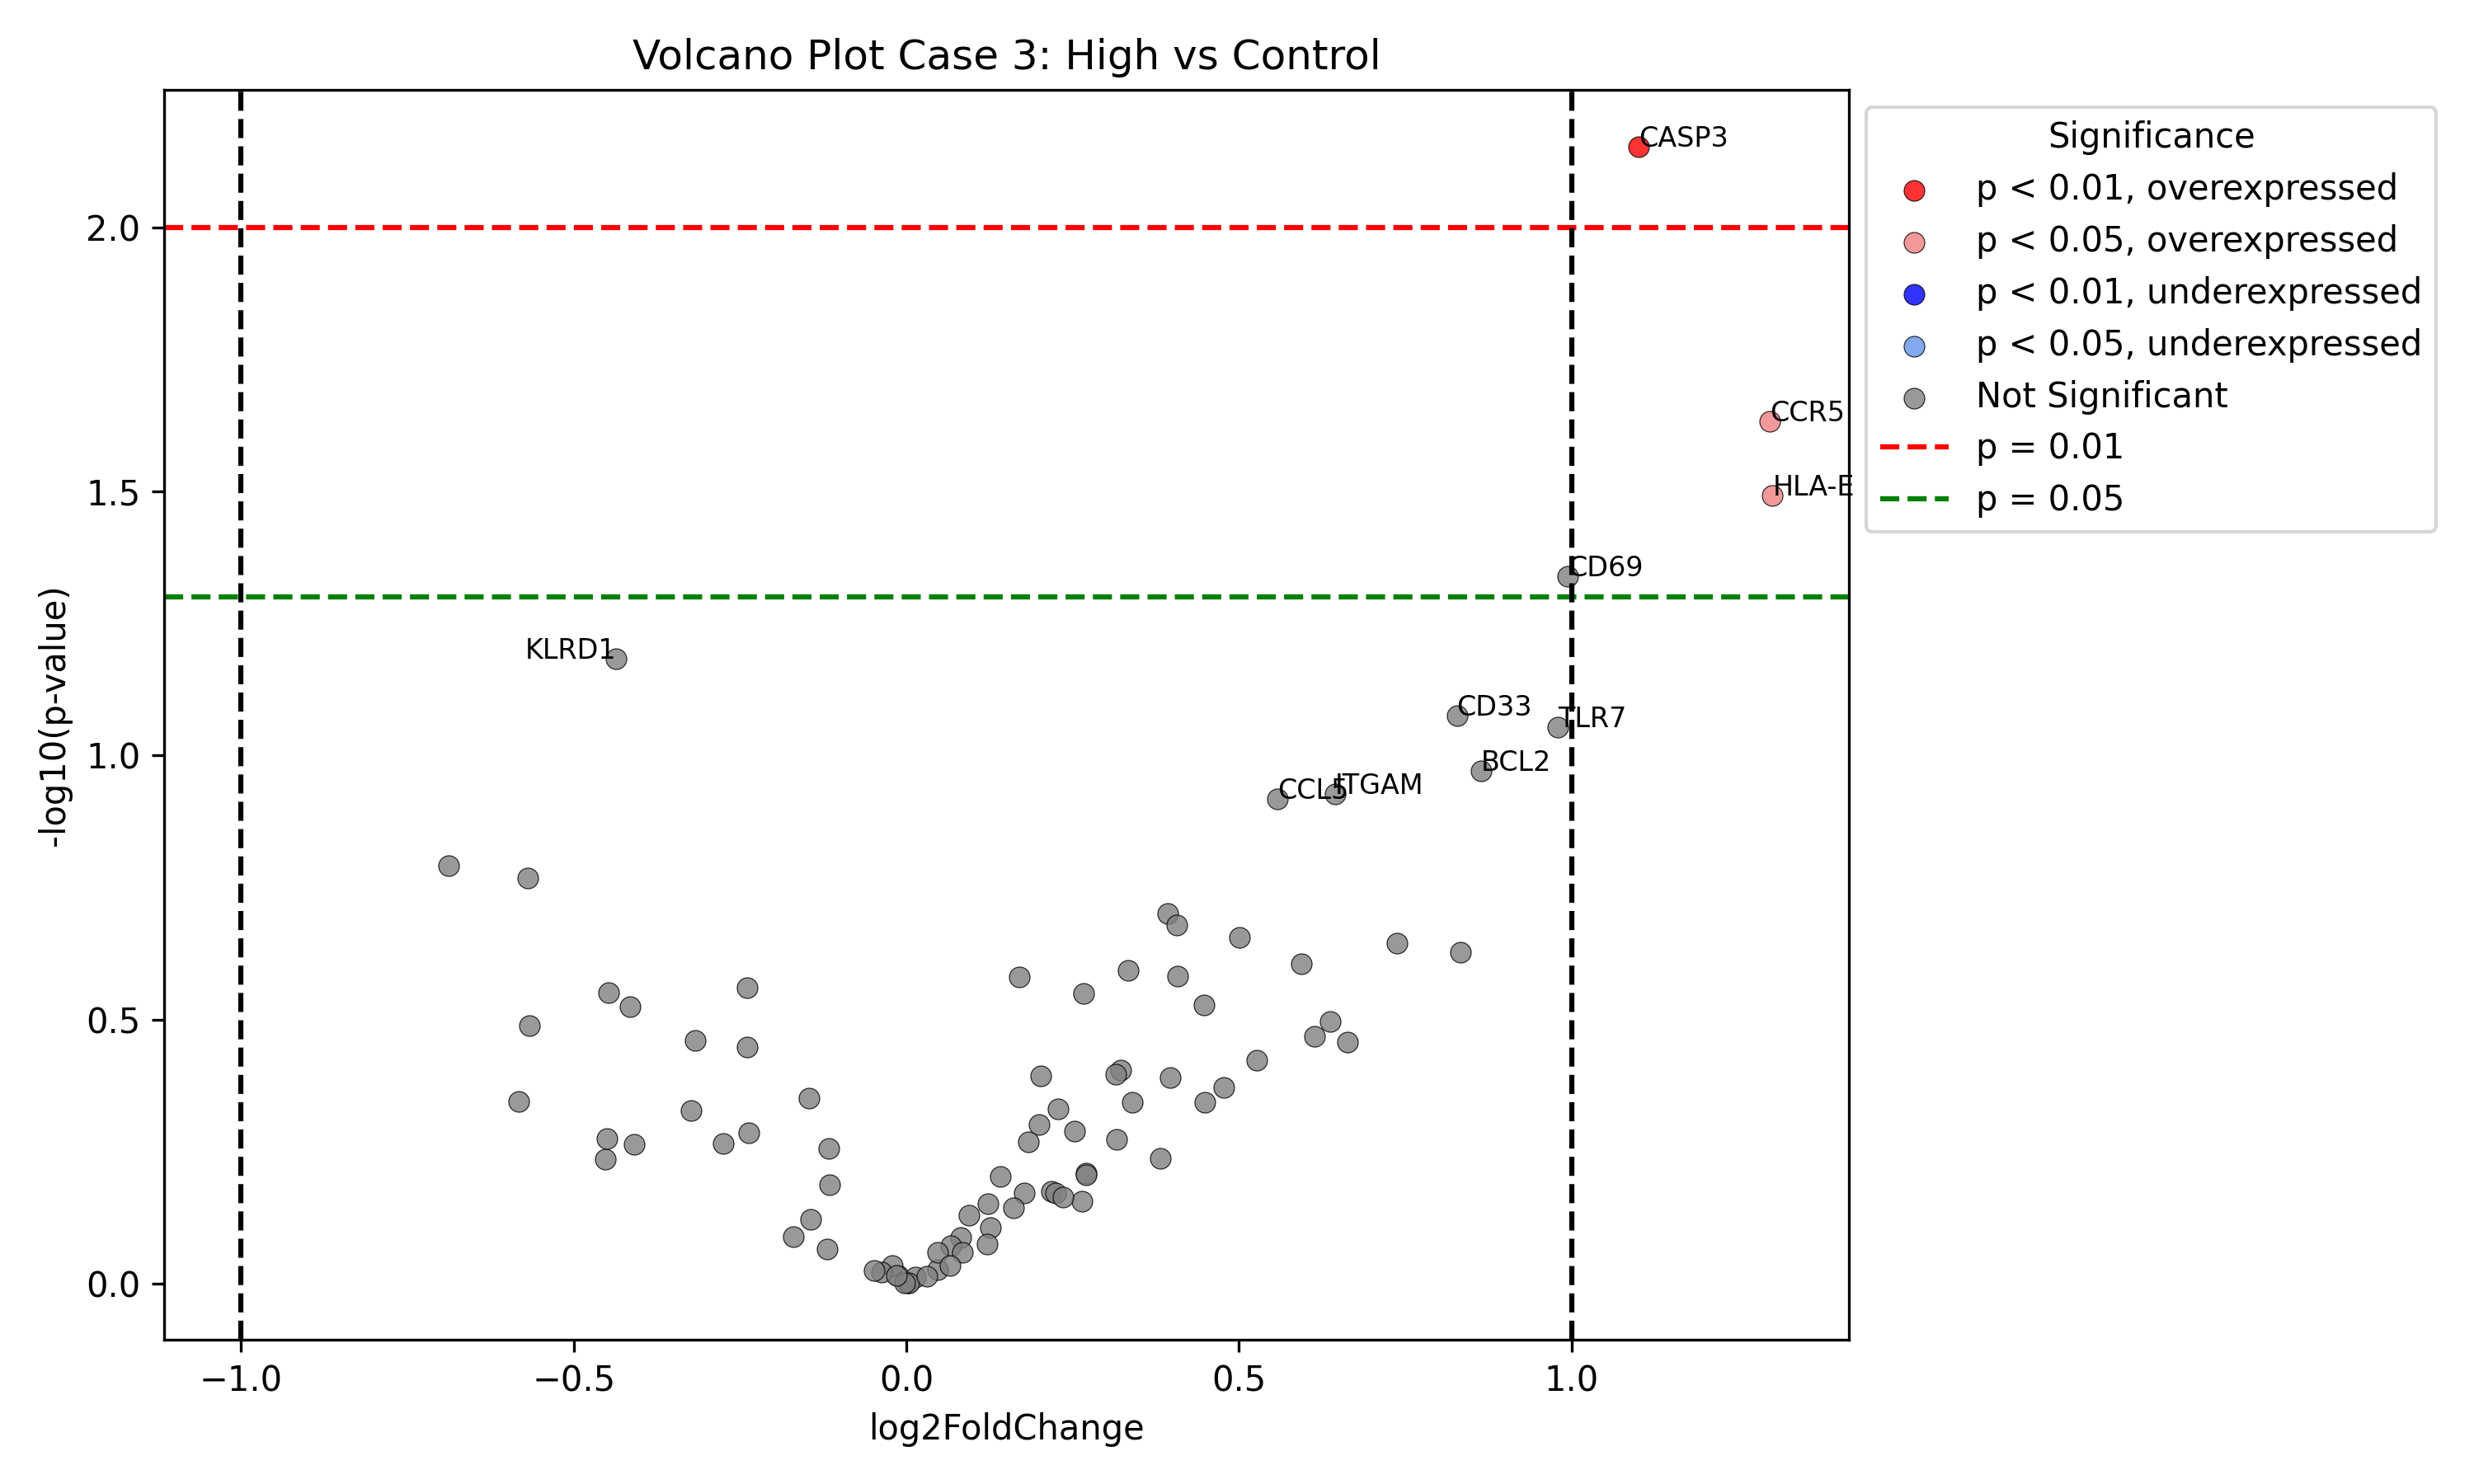 Volcano Plot Case 3: High vs Control
CASP3
CCR5
HLA-E
CD69
KLRD1
CD33
TLR7
BCL2
CCL5
ITGAM
-log10(p-value)
2.0
1.5
1.0
0.5
0.0
−1.0
−0.5
0.0
0.5
1.0
log2FoldChange
Significance
p < 0.01, overexpressed
p < 0.05, overexpressed
p < 0.01, underexpressed
p < 0.05, underexpressed
Not Significant
p = 0.01
p = 0.05